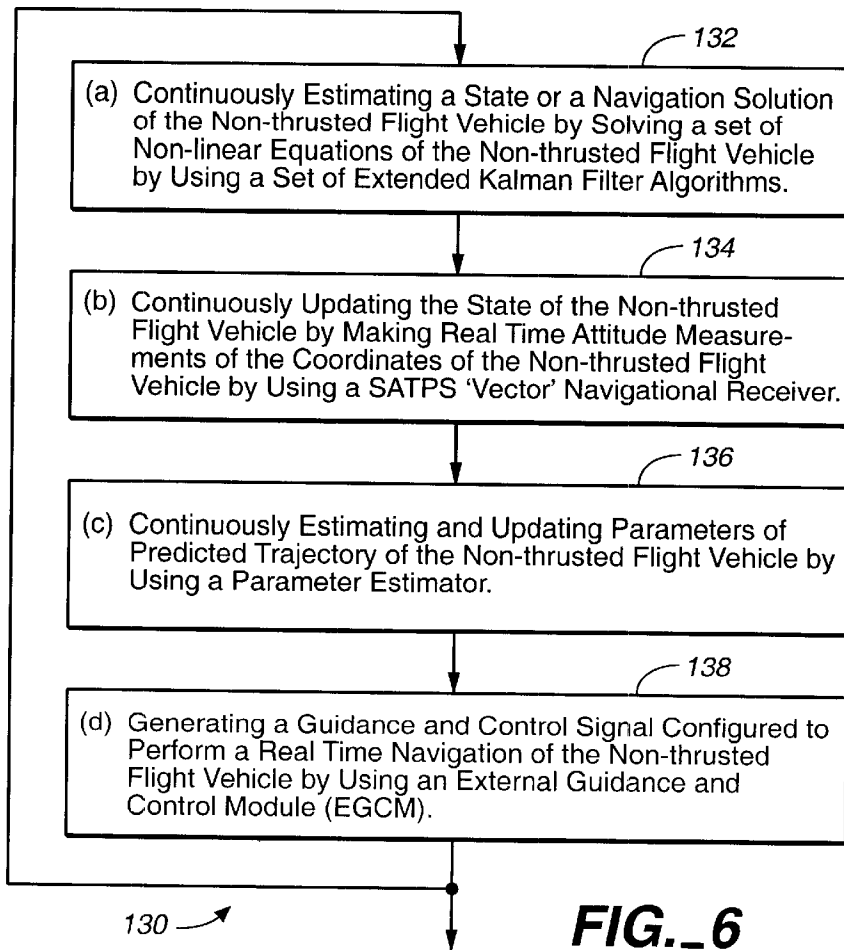 132
(a) Continuously Estimating a State or a Navigation Solution
of the Non-thrusted Flight Vehicle by Solving a set of
Non-linear Equations of the Non-thrusted Flight Vehicle
by Using a Set of Extended Kalman Filter Algorithms.
134
(b) Continuously Updating the State of the Non-thrusted
Flight Vehicle by Making Real Time Attitude Measure-
ments of the Coordinates of the Non-thrusted Flight
Vehicle by Using a SATPS ‘Vector’ Navigational Receiver.
136
(c) Continuously Estimating and Updating Parameters of
Predicted Trajectory of the Non-thrusted Flight Vehicle by
Using a Parameter Estimator.
138
(d) Generating a Guidance and Control Signal Configured to
Perform a Real Time Navigation of the Non-thrusted
Flight Vehicle by Using an External Guidance and
Control Module (EGCM).
130
FIG._6